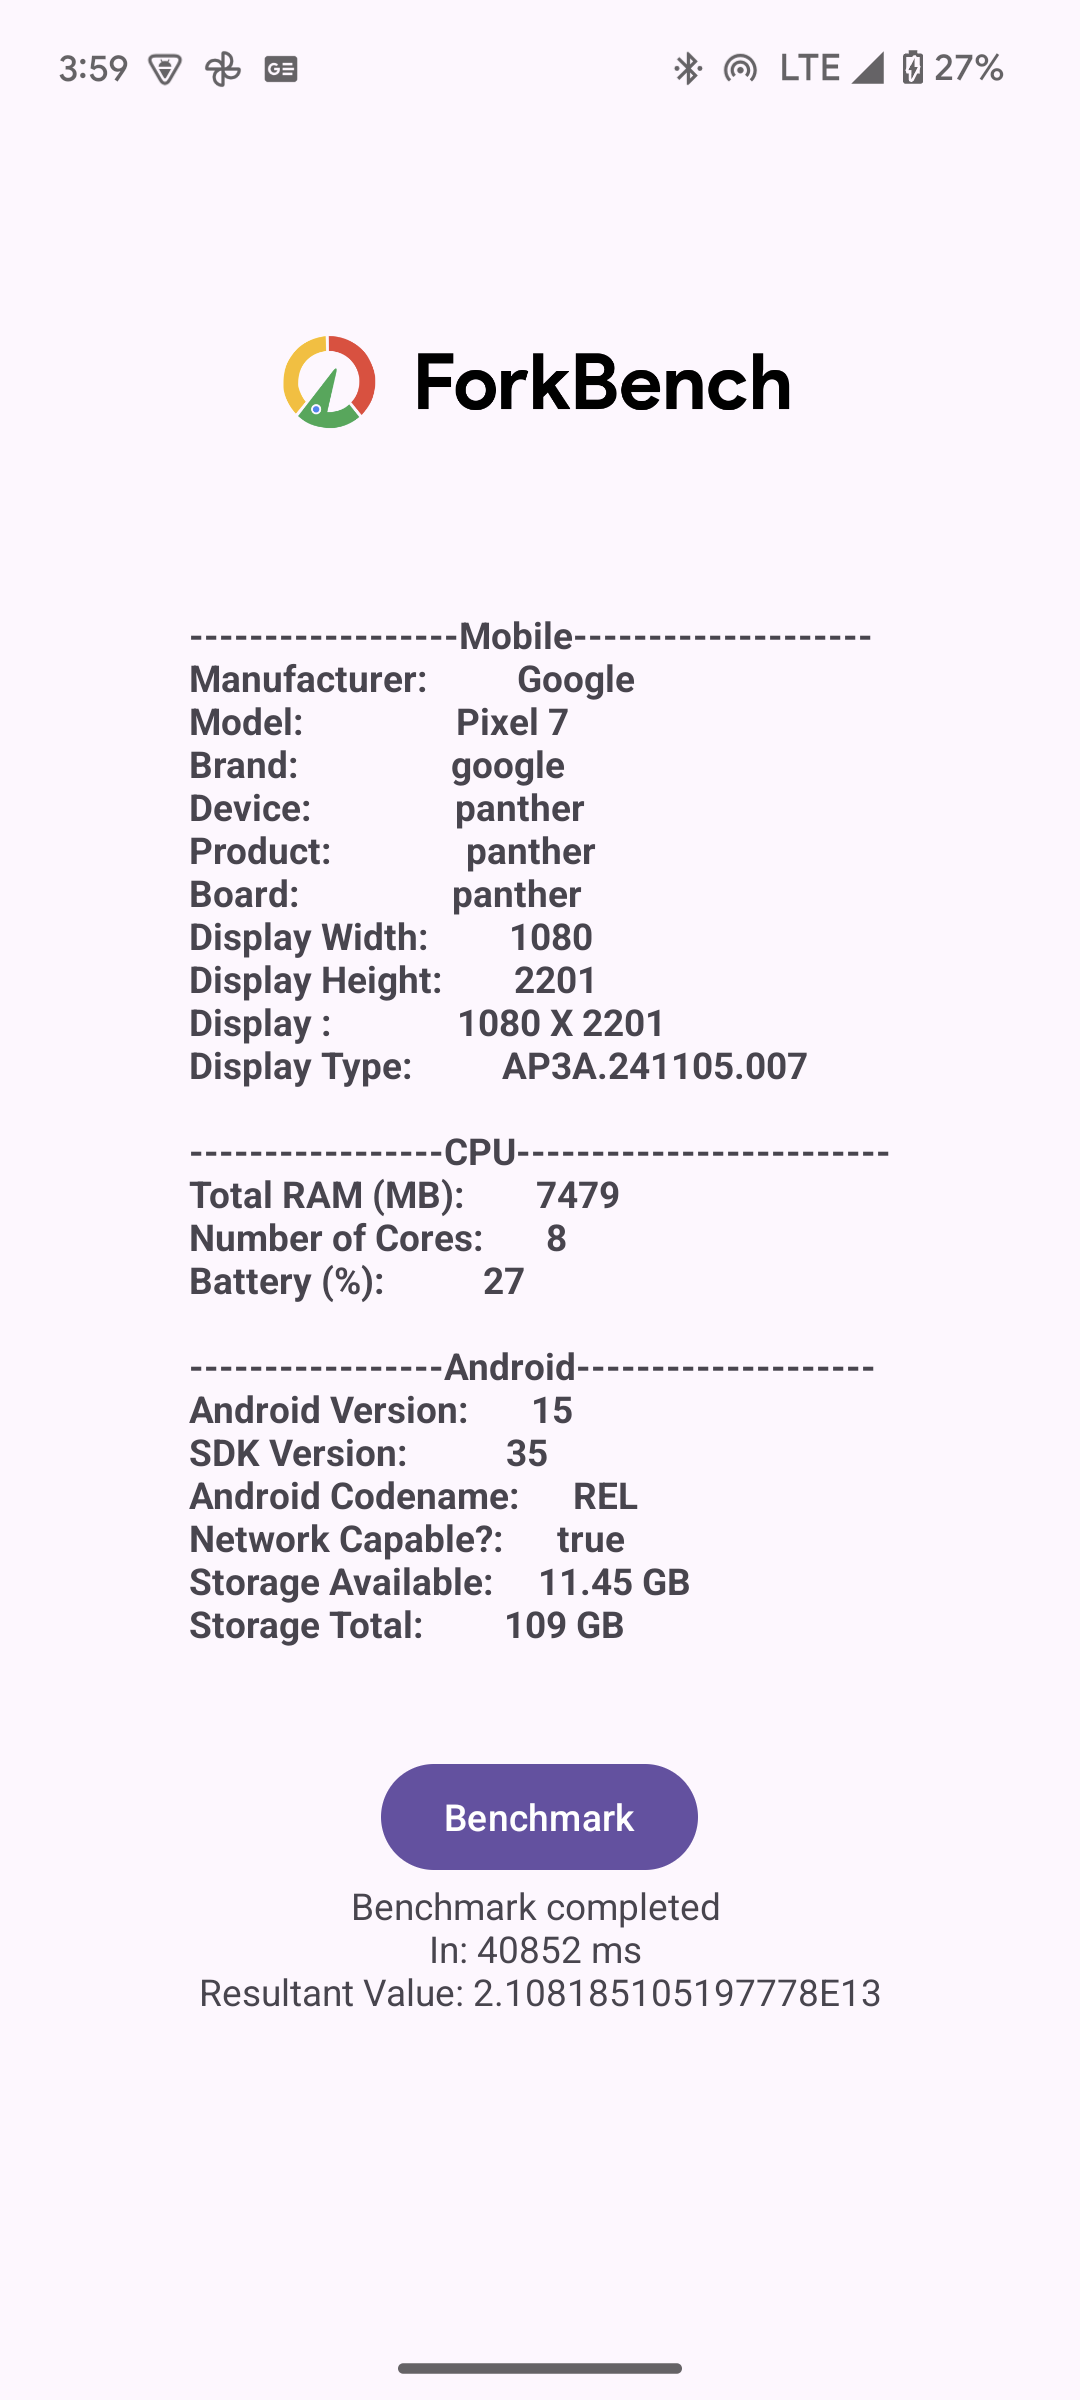 3:59 LTE 27%
ForkBench
------------------Mobile--------------------
Manufacturer: Google
Model: Pixel 7
Brand: google
Device: panther
Product: panther
Board: panther
Display Width: 1080
Display Height: 2201
Display : 1080 X 2201
Display Type: AP3A.241105.007
-----------------CPU-------------------------
Total RAM (MB): 7479
Number of Cores: 8
Battery (%): 27
-----------------Android--------------------
Android Version: 15
SDK Version: 35
Android Codename: REL
Network Capable?: true
Storage Available: 11.45 GB
Storage Total: 109 GB
Benchmark
Benchmark completed
In: 40852 ms
Resultant Value: 2.108185105197778E13